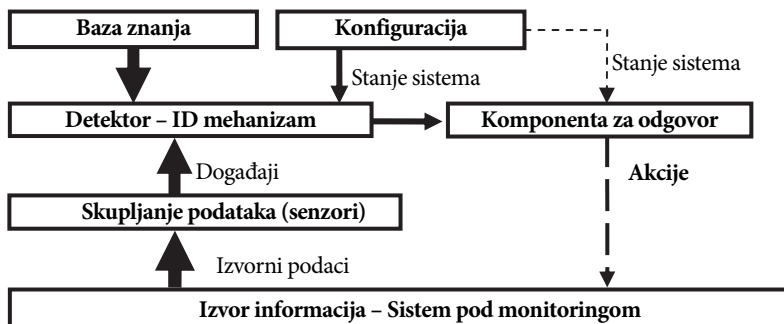 Baza znanja
Konfiguracija
Stanje sistema
Stanje sistema
Detektor – ID mehanizam
Komponenta za odgovor
Događaji
Akcije
Skupljanje podataka (senzori)
Izvorni podaci
Izvor informacija – Sistem pod monitoringom